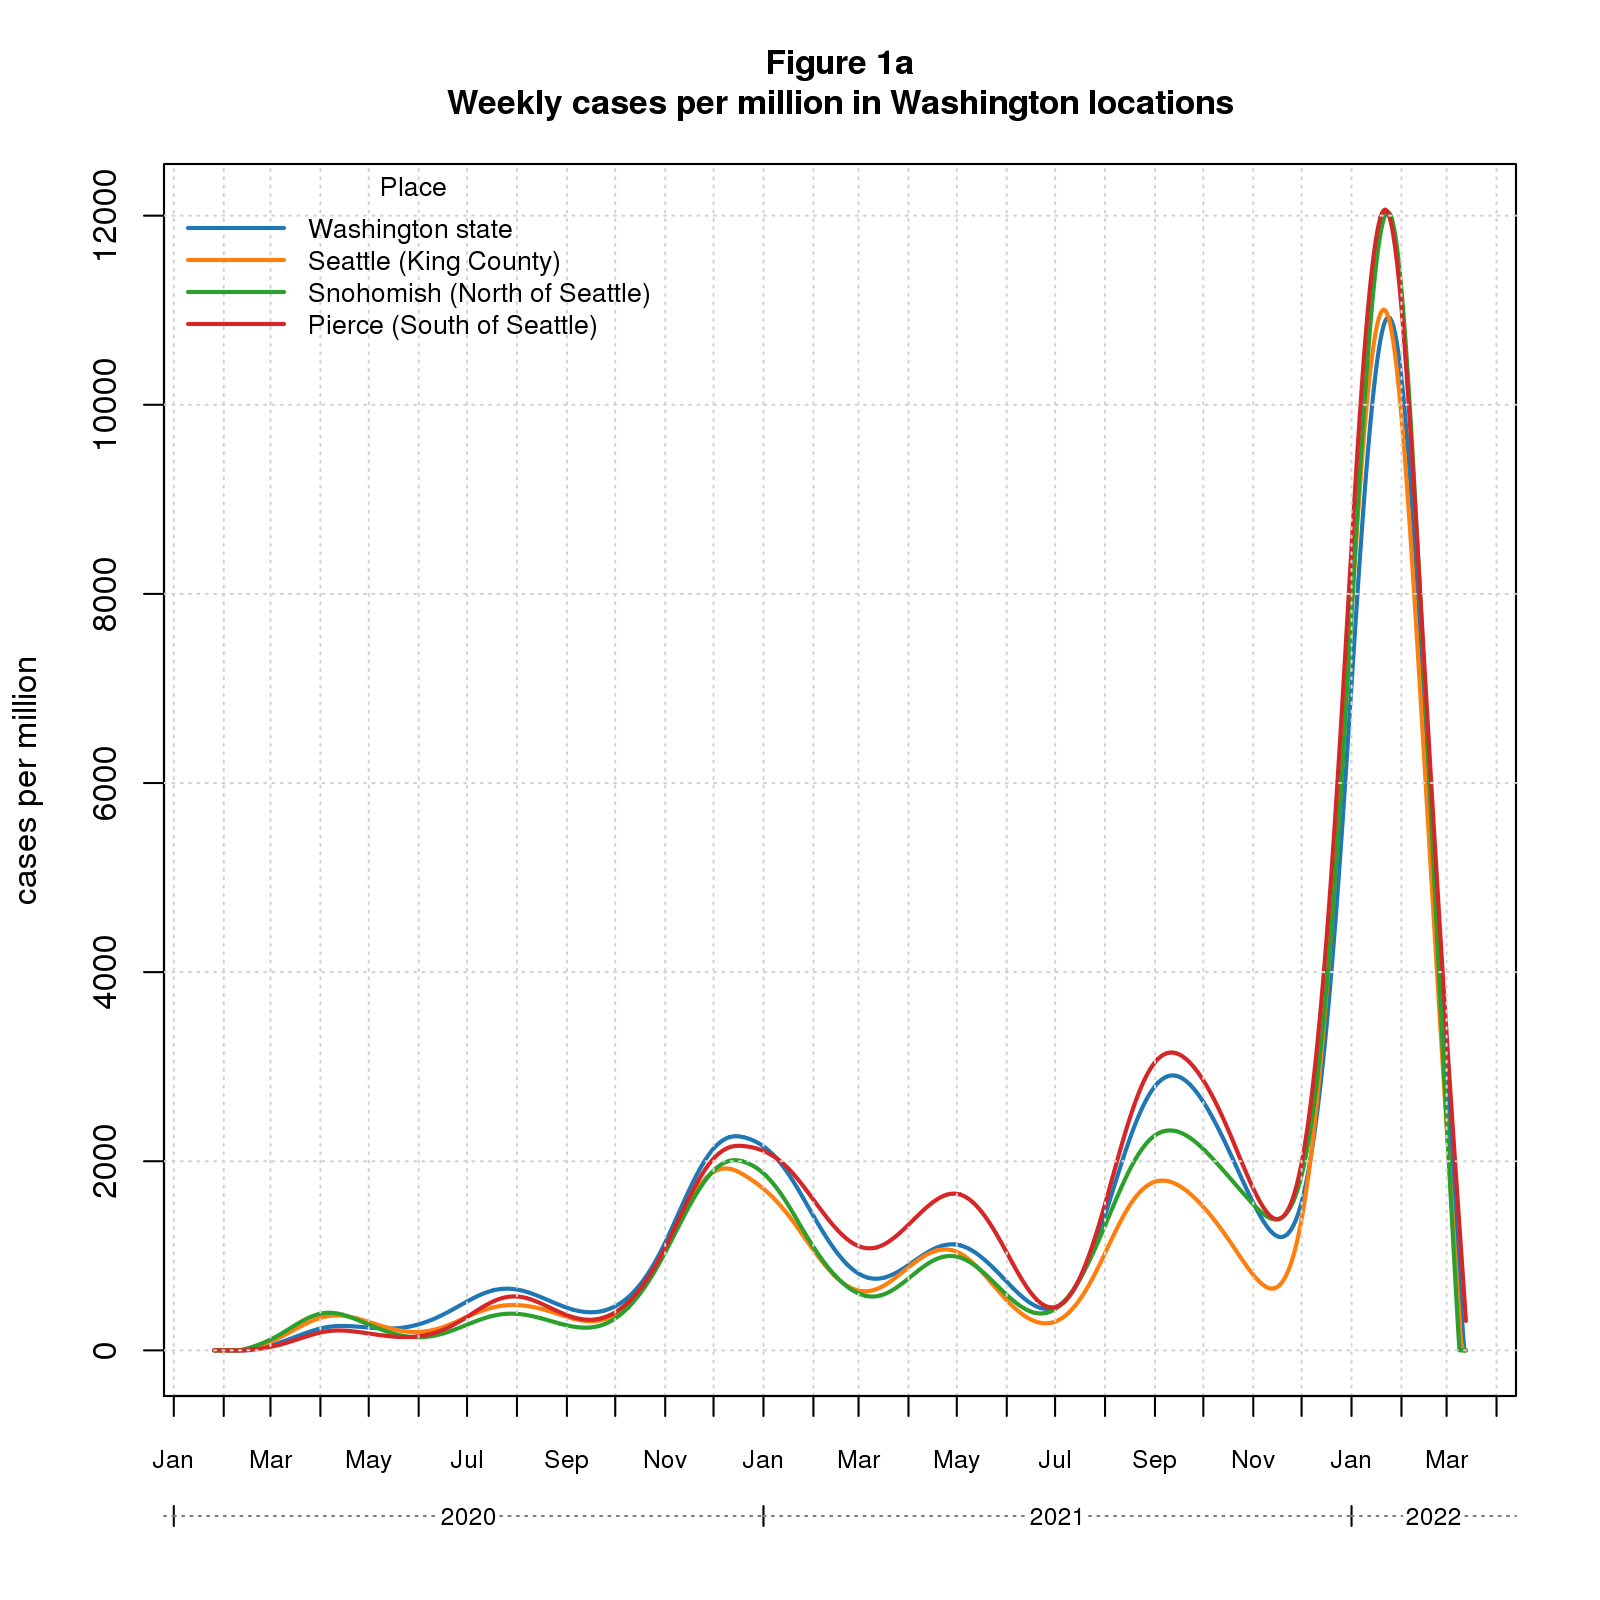 Figure 1a
Weekly cases per million in Washington locations
Place
Washington state
Seattle (King County)
Snohomish (North of Seattle)
Pierce (South of Seattle)
cases per million
12000
10000
8000
6000
4000
2000
0
Jan Mar May Jul Sep Nov Jan Mar May Jul Sep Nov Jan Mar
2020 2021 2022